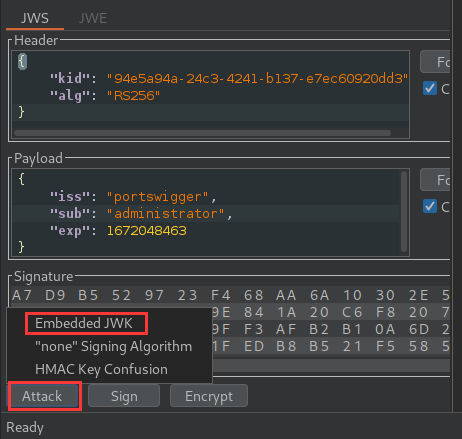 JWS JWE
Header
{
"kid": "94e5a94a-24c3-4241-b137-e7ec60920dd3"
"alg": "RS256"
}
Fo
C
Payload
{
"iss": "portswigger",
"sub": "administrator",
"exp": 1672048463
}
Fo
C
Signature
A7 D9 B5 52 97 23 F4 68 AA 6A 10 30 2E 5
9E 84 1A 20 C6 F8 20 7
9F F3 AF B2 B1 0A 6D 2
1F ED B8 B5 21 F5 58 5
Embedded JWK
"none" Signing Algorithm
HMAC Key Confusion
Attack Sign Encrypt
Ready